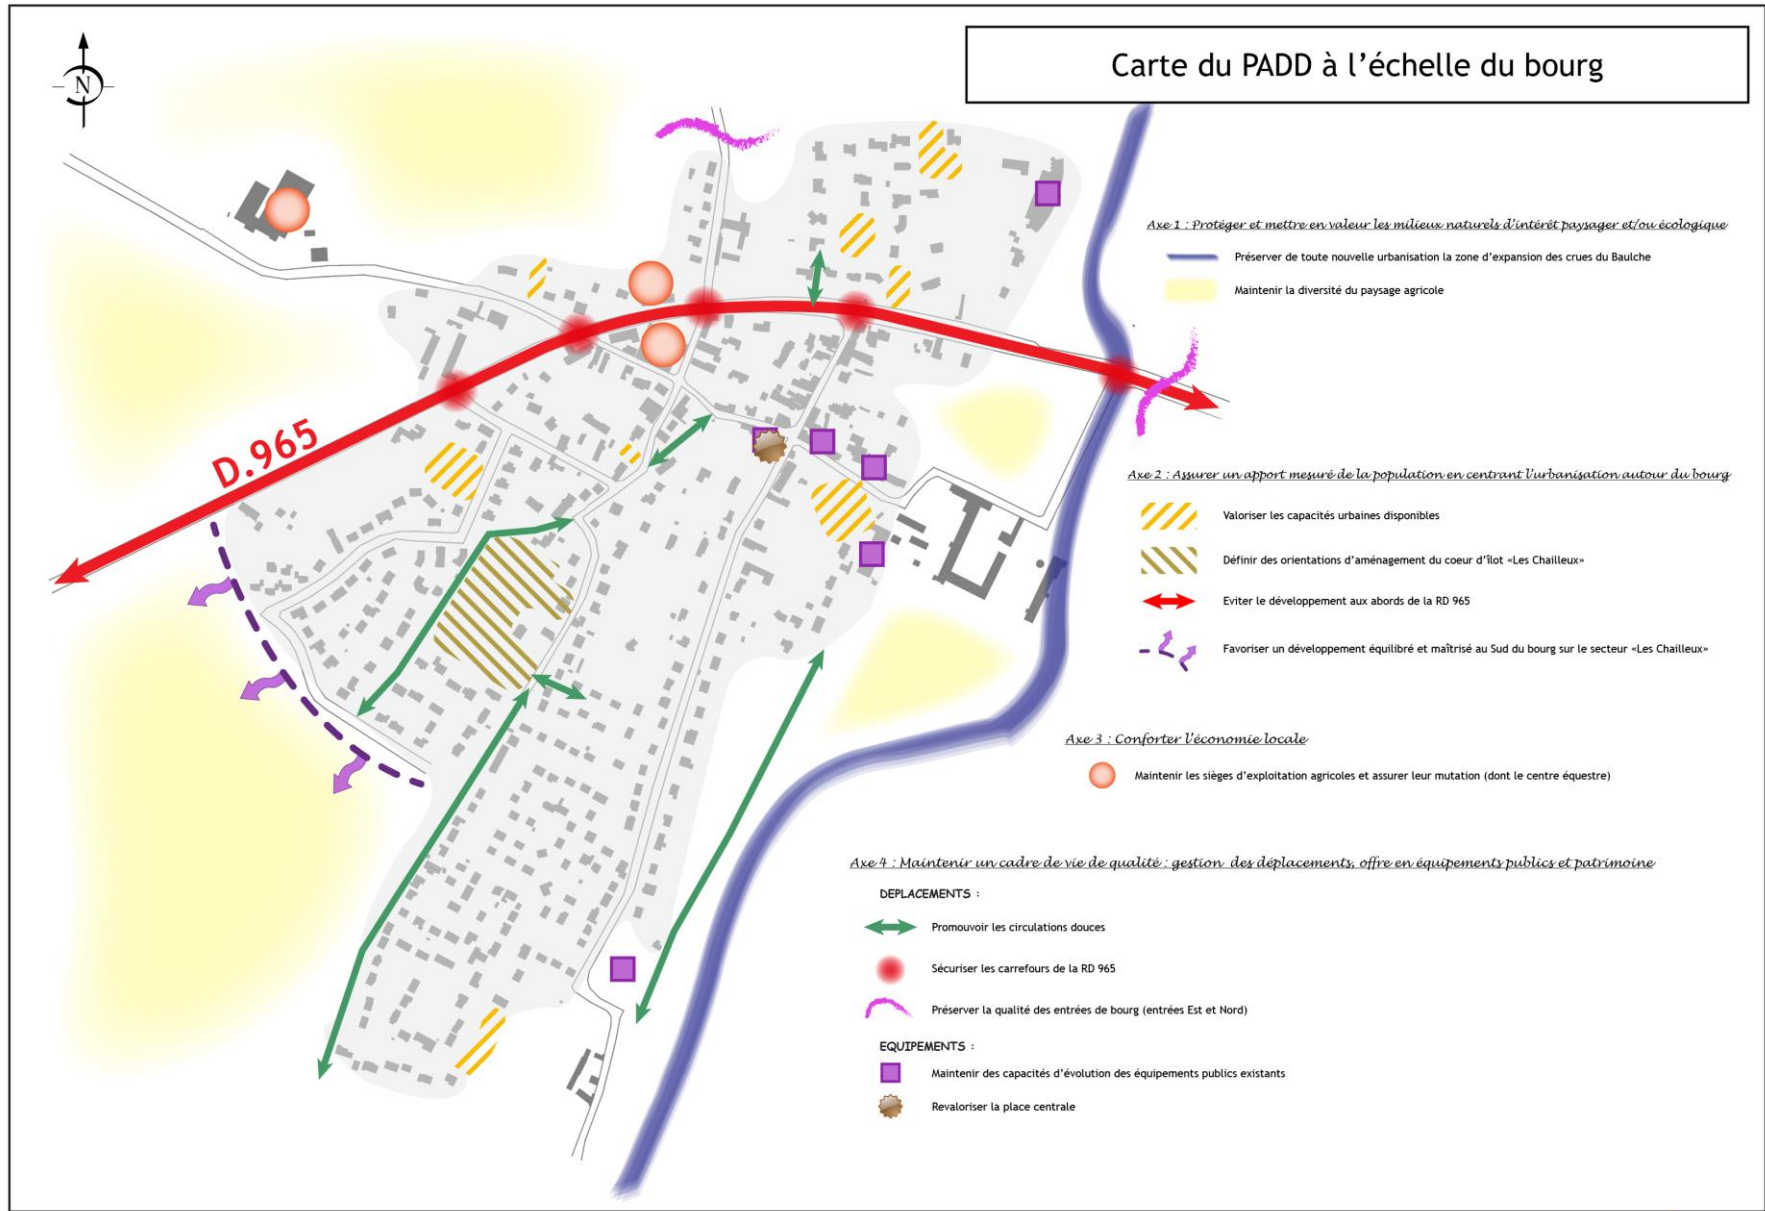 Carte du PADD à l'échelle du bourg
N
D.965
Axe 1 : Protéger et mettre en valeur les milieux naturels d'intérêt paysager et/ou écologique
Préserver de toute nouvelle urbanisation la zone d'expansion des crues du Baulche
Maintenir la diversité du paysage agricole
Axe 2 : Assurer un apport mesuré de la population en centrant l'urbanisation autour du bourg
Valoriser les capacités urbaines disponibles
Définir des orientations d'aménagement du coeur d'îlot «Les Chailleux»
Eviter le développement aux abords de la RD 965
Favoriser un développement équilibré et maîtrisé au Sud du bourg sur le secteur «Les Chailleux»
Axe 3 : Conforter l'économie locale
Maintenir les sièges d'exploitation agricoles et assurer leur mutation (dont le centre équestre)
Axe 4 : Maintenir un cadre de vie de qualité : gestion des déplacements, offre en équipements publics et patrimoine
DEPLACEMENTS :
Promouvoir les circulations douces
Sécuriser les carrefours de la RD 965
Préserver la qualité des entrées de bourg (entrées Est et Nord)
EQUIPEMENTS :
Maintenir des capacités d'évolution des équipements publics existants
Revaloriser la place centrale